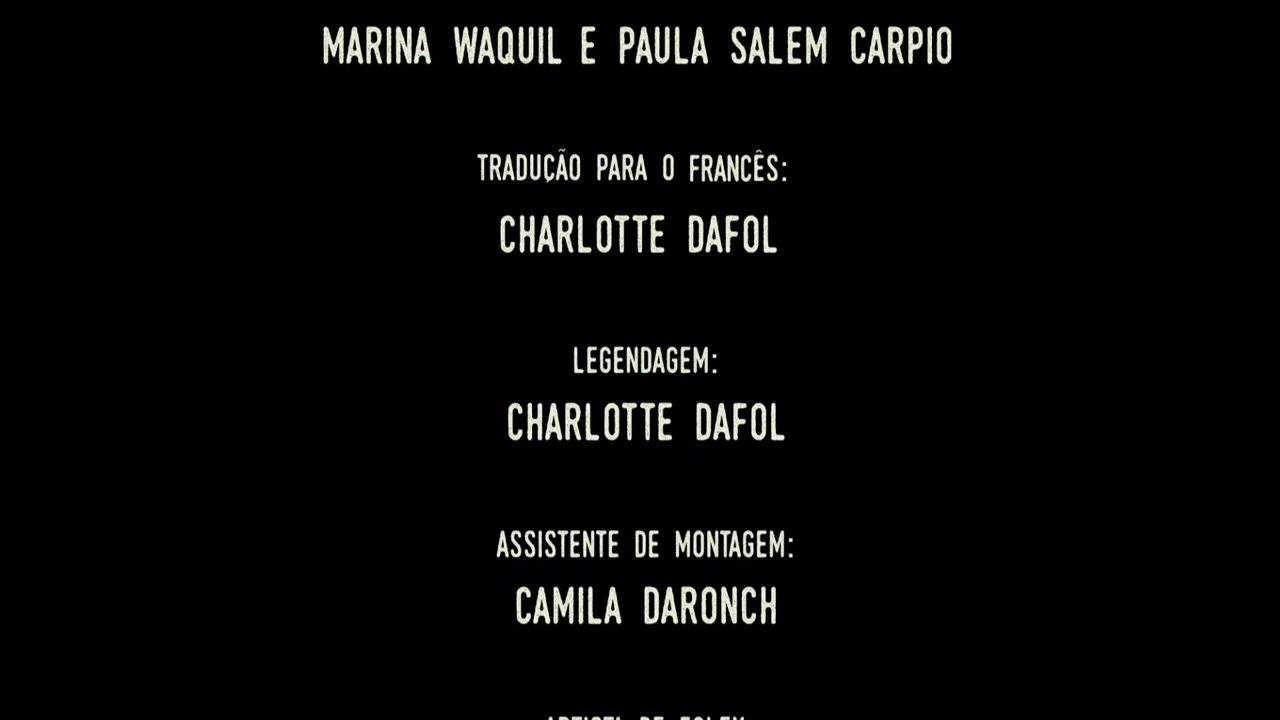 MARINA WAQUIL E PAULA SALEM CARPIO
TRADUÇÃO PARA O FRANCÊS:
CHARLOTTE DAFOL
LEGENDAGEM:
CHARLOTTE DAFOL
ASSISTENTE DE MONTAGEM:
CAMILA DARONCH